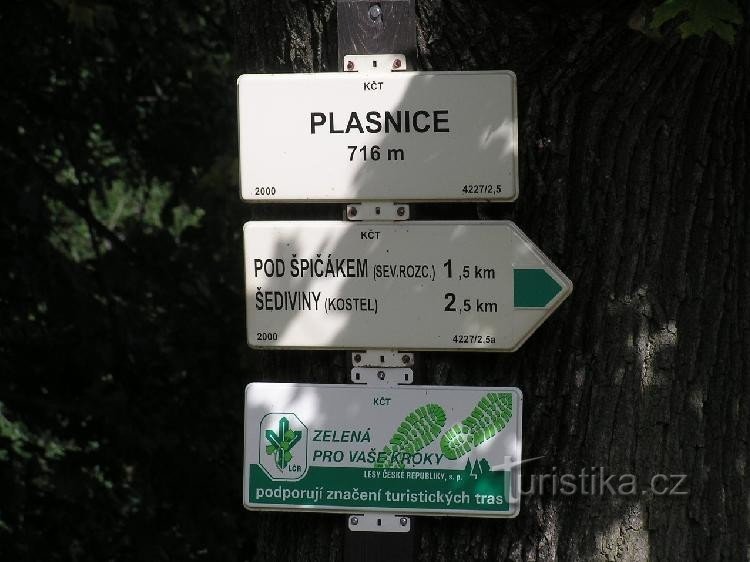 KČT
PLASNICE
716 m
2000 4227/2,5
KČT
POD ŠPIČÁKEM (SEV.ROZC.) 1,5 km
ŠEDIVINY (KOSTEL) 2,5 km
2000 4227/2,5a
KČT
LČR
ZELENÁ
PRO VAŠE KROKY
LESY ČESKÉ REPUBLIKY, s. p.
podporují značení turistických tras
turistika.cz